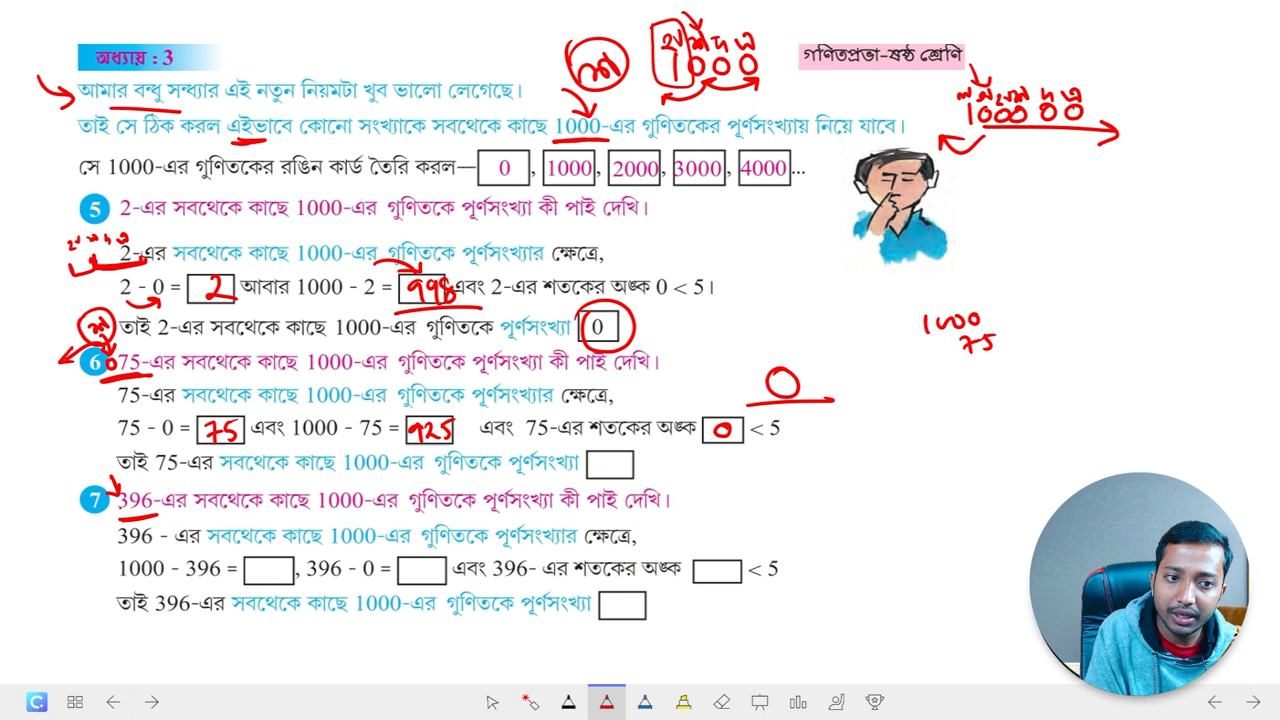 অধ্যায় : 3
গণিতপ্রভা-ষষ্ঠ শ্রেণি
হা শ দ এ
শ 1000
ল অ হা শ দ এ
100000
আমার বন্ধু সন্ধ্যার এই নতুন নিয়মটা খুব ভালো লেগেছে।
তাই সে ঠিক করল এইভাবে কোনো সংখ্যাকে সবথেকে কাছে 1000-এর গুণিতকের পূর্ণসংখ্যায় নিয়ে যাবে।
সে 1000-এর গুণিতকের রঙিন কার্ড তৈরি করল— 0 , 1000 , 2000 , 3000 , 4000 ...
5 2-এর সবথেকে কাছে 1000-এর গুণিতকে পূর্ণসংখ্যা কী পাই দেখি।
হা শ দ এ
2-এর সবথেকে কাছে 1000-এর গুণিতকে পূর্ণসংখ্যার ক্ষেত্রে,
2 - 0 = 2 আবার 1000 - 2 = 998 এবং 2-এর শতকের অঙ্ক 0 < 5।
শ তাই 2-এর সবথেকে কাছে 1000-এর গুণিতকে পূর্ণসংখ্যা 0
1000
75
6 075-এর সবথেকে কাছে 1000-এর গুণিতকে পূর্ণসংখ্যা কী পাই দেখি।
75-এর সবথেকে কাছে 1000-এর গুণিতকে পূর্ণসংখ্যার ক্ষেত্রে, 0
75 - 0 = 75 এবং 1000 - 75 = 925 এবং 75-এর শতকের অঙ্ক 0 < 5
তাই 75-এর সবথেকে কাছে 1000-এর গুণিতকে পূর্ণসংখ্যা
7 396-এর সবথেকে কাছে 1000-এর গুণিতকে পূর্ণসংখ্যা কী পাই দেখি।
396 - এর সবথেকে কাছে 1000-এর গুণিতকে পূর্ণসংখ্যার ক্ষেত্রে,
1000 - 396 = , 396 - 0 = এবং 396- এর শতকের অঙ্ক < 5
তাই 396-এর সবথেকে কাছে 1000-এর গুণিতকে পূর্ণসংখ্যা